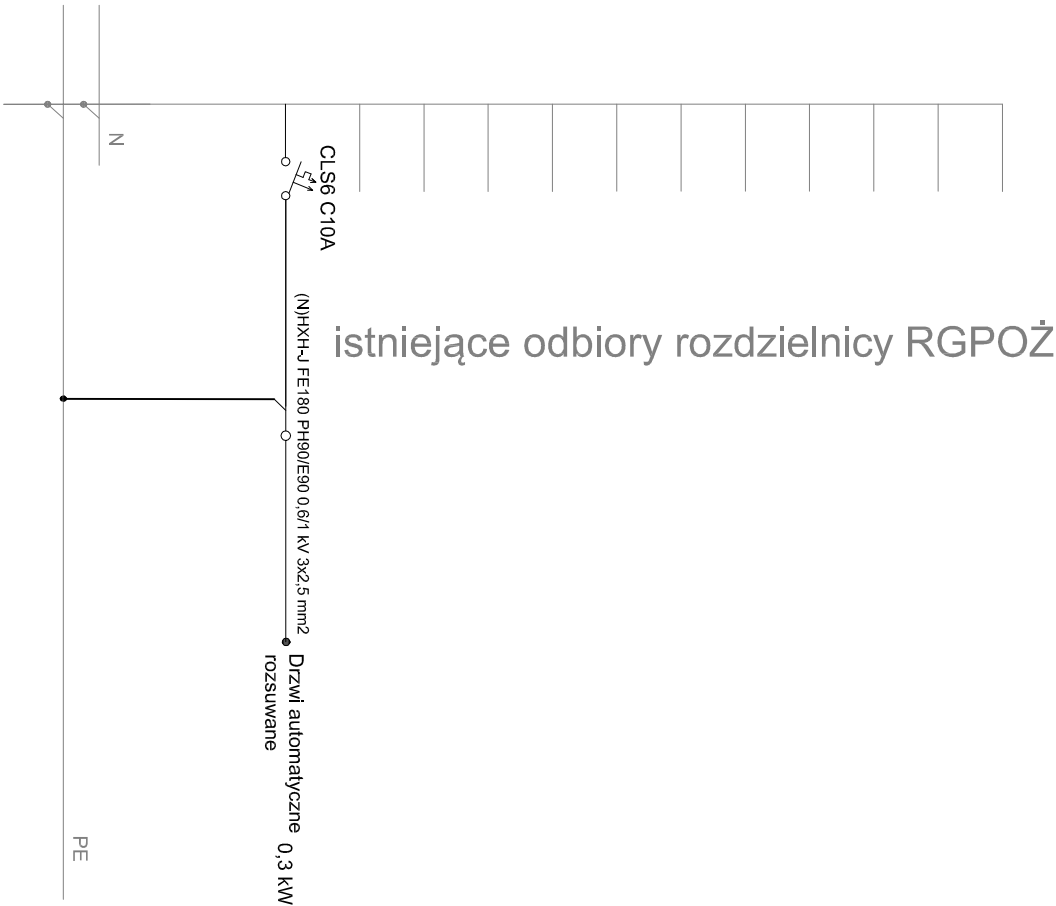 N
CLS6 C10A
istniejące odbiory rozdzielnicy RGPOŻ
(N)HXH-J FE180 PH90/E90 0,6/1 kV 3x2,5 mm2
Drzwi automatyczne
rozsuwane
0,3 kW
PE